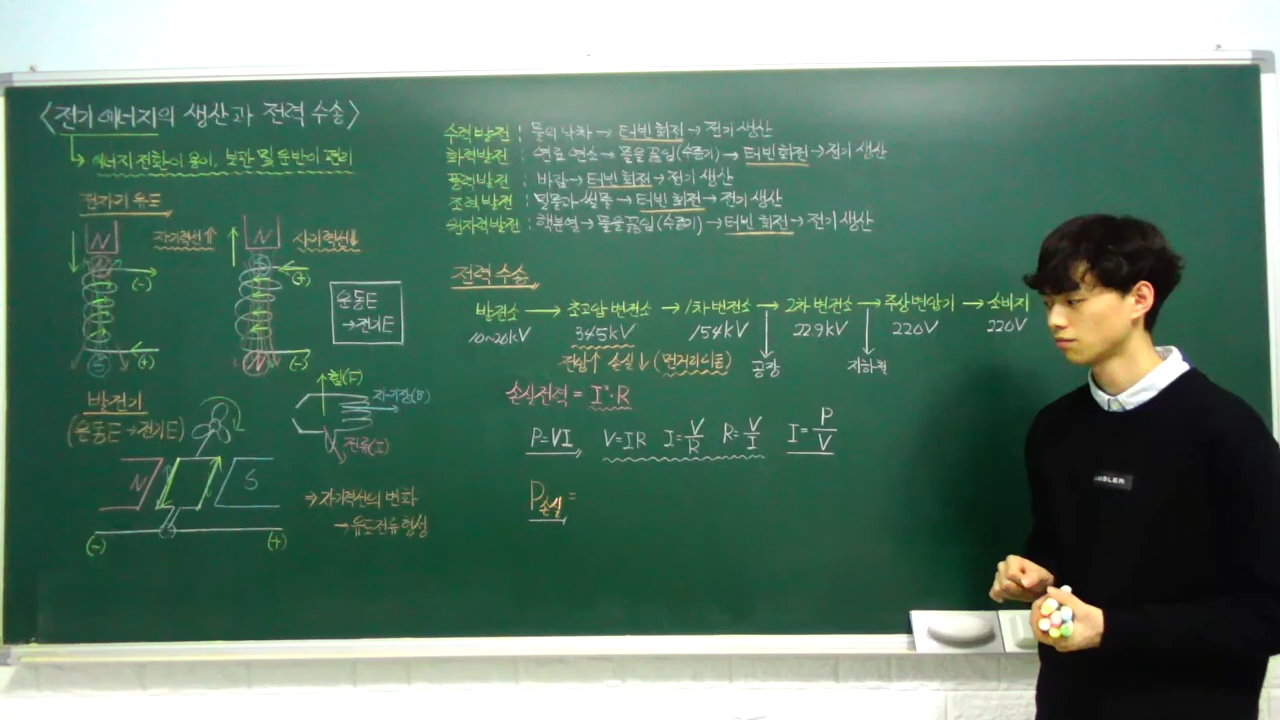 <전기에너지의 생산과 전력 수송>
↳ 에너지 전환이 용이, 보관 및 운반이 편리
전자기 유도
N 자기력선↑
(-)
(+)
N 자기력선↓
(+)
(-)
N
운동E
→전기E
발전기
(운동E→전기E)
힘(F)
자기장(B)
전류(I)
N S
(-) (+)
⇒ 자기력선의 변화
→유도전류 형성
수력발전 : 물의 낙차 → 터빈 회전 → 전기 생산
화력발전 : 연료 연소 → 물을 끓임(수증기) → 터빈 회전 → 전기 생산
풍력발전 : 바람 → 터빈 회전 → 전기 생산
조력발전 : 밀물과 썰물 → 터빈 회전 → 전기 생산
원자력발전 : 핵분열 → 물을 끓임(수증기) → 터빈 회전 → 전기 생산
전력 수송
발전소 → 초고압 변전소 → 1차 변전소 → 2차 변전소 → 주상변압기 → 소비지
10~20kV 345kV 154kV 22.9kV 220V 220V
전압↑ 손실↓ (먼거리이동) 공장 지하철
손실전력 = I²·R
P=VI V=IR I=V/R R=V/I I=P/V
P손실 =